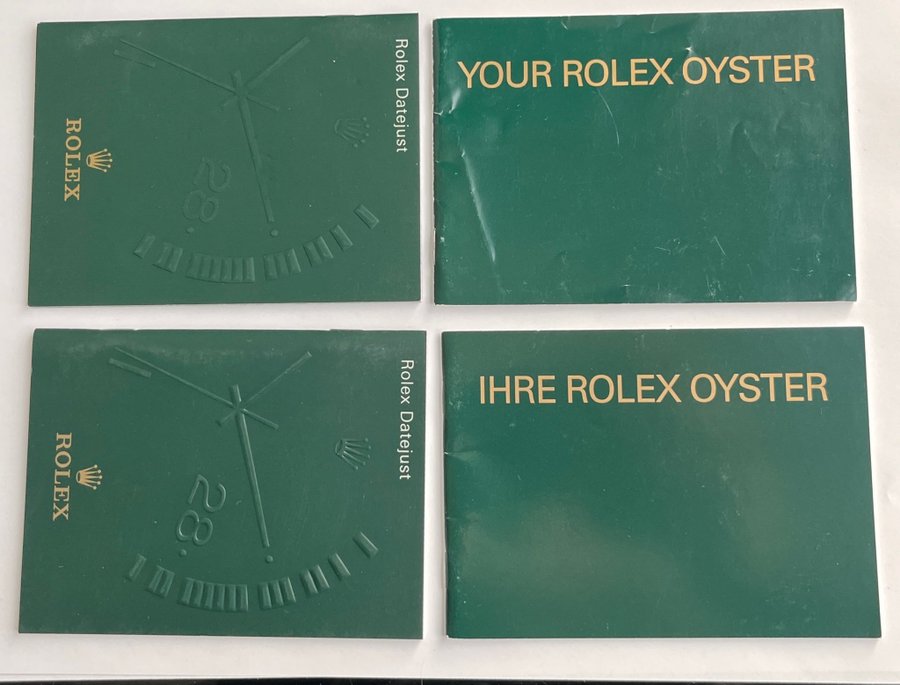 Rolex Datejust
28
ROLEX
YOUR ROLEX OYSTER
Rolex Datejust
28
ROLEX
IHRE ROLEX OYSTER